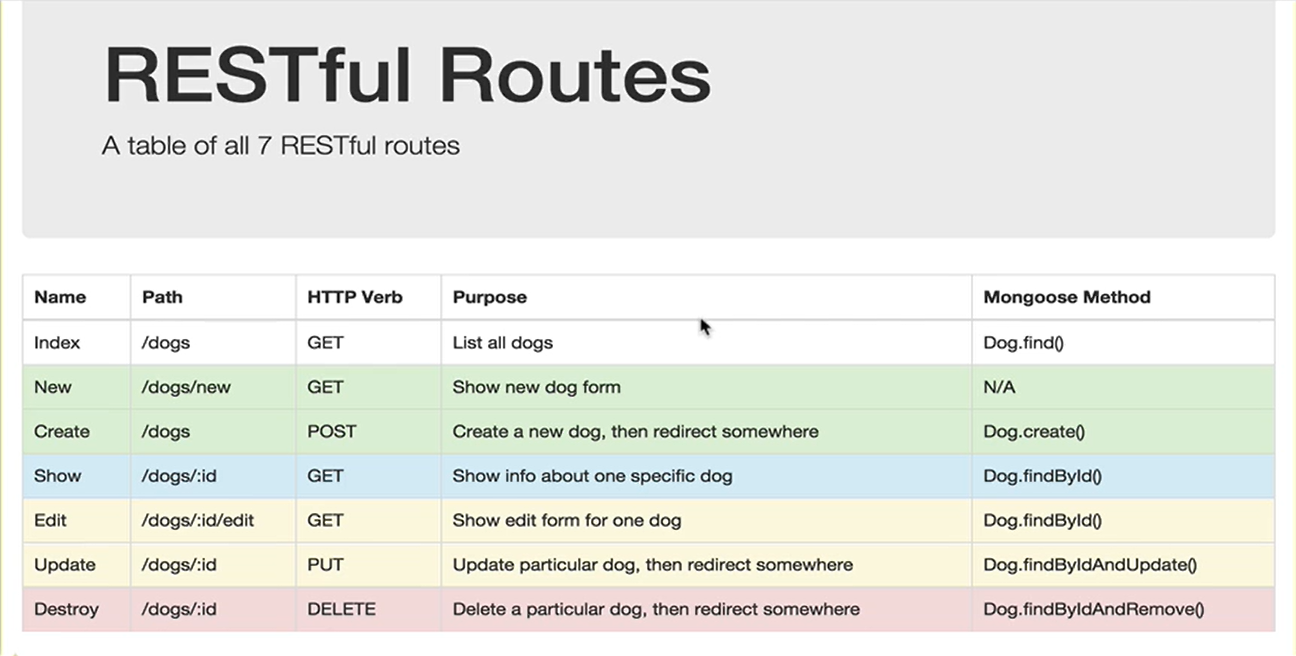 RESTful Routes
A table of all 7 RESTful routes
Name Path HTTP Verb Purpose Mongoose Method
Index /dogs GET List all dogs Dog.find()
New /dogs/new GET Show new dog form N/A
Create /dogs POST Create a new dog, then redirect somewhere Dog.create()
Show /dogs/:id GET Show info about one specific dog Dog.findById()
Edit /dogs/:id/edit GET Show edit form for one dog Dog.findById()
Update /dogs/:id PUT Update particular dog, then redirect somewhere Dog.findByIdAndUpdate()
Destroy /dogs/:id DELETE Delete a particular dog, then redirect somewhere Dog.findByIdAndRemove()